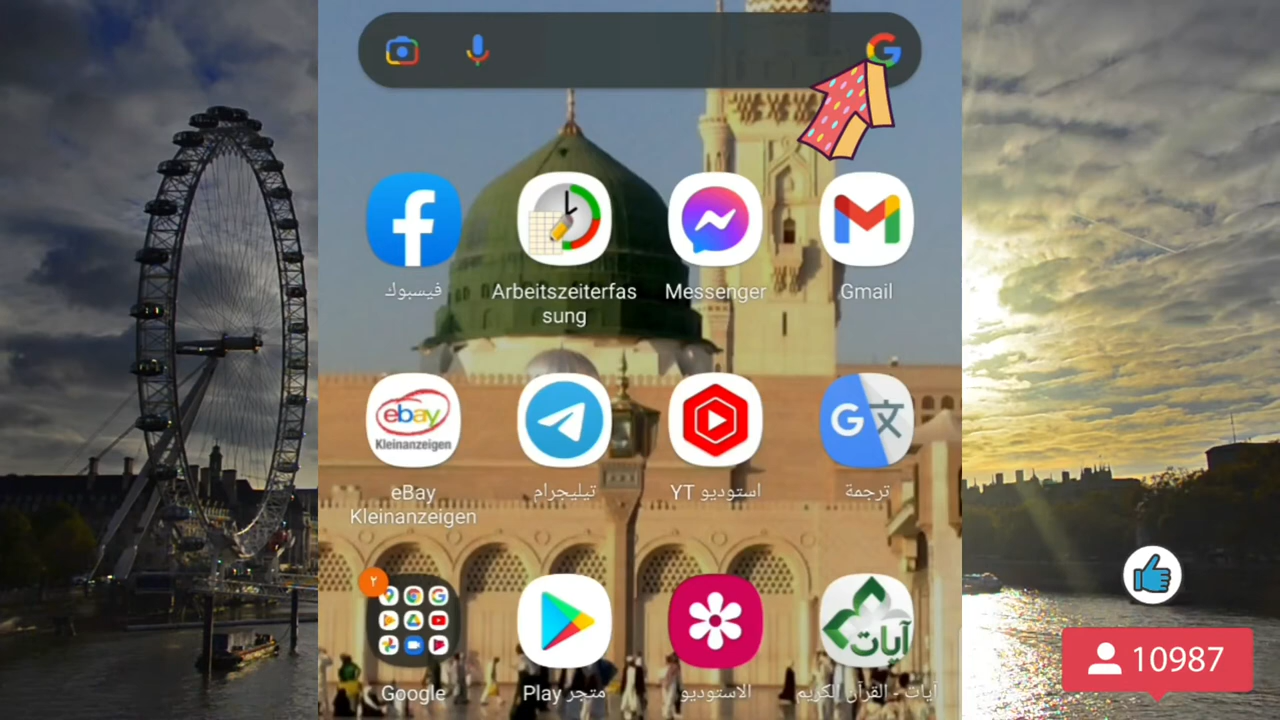 فيسبوك
Arbeitszeiterfas
sung
Messenger
Gmail
ebay
Kleinanzeigen
eBay
Kleinanzeigen
تيليجرام
استوديو YT
ترجمة
٢
Google
متجر Play
الاستوديو
آيات
آيات - القرآن الكريم
10987